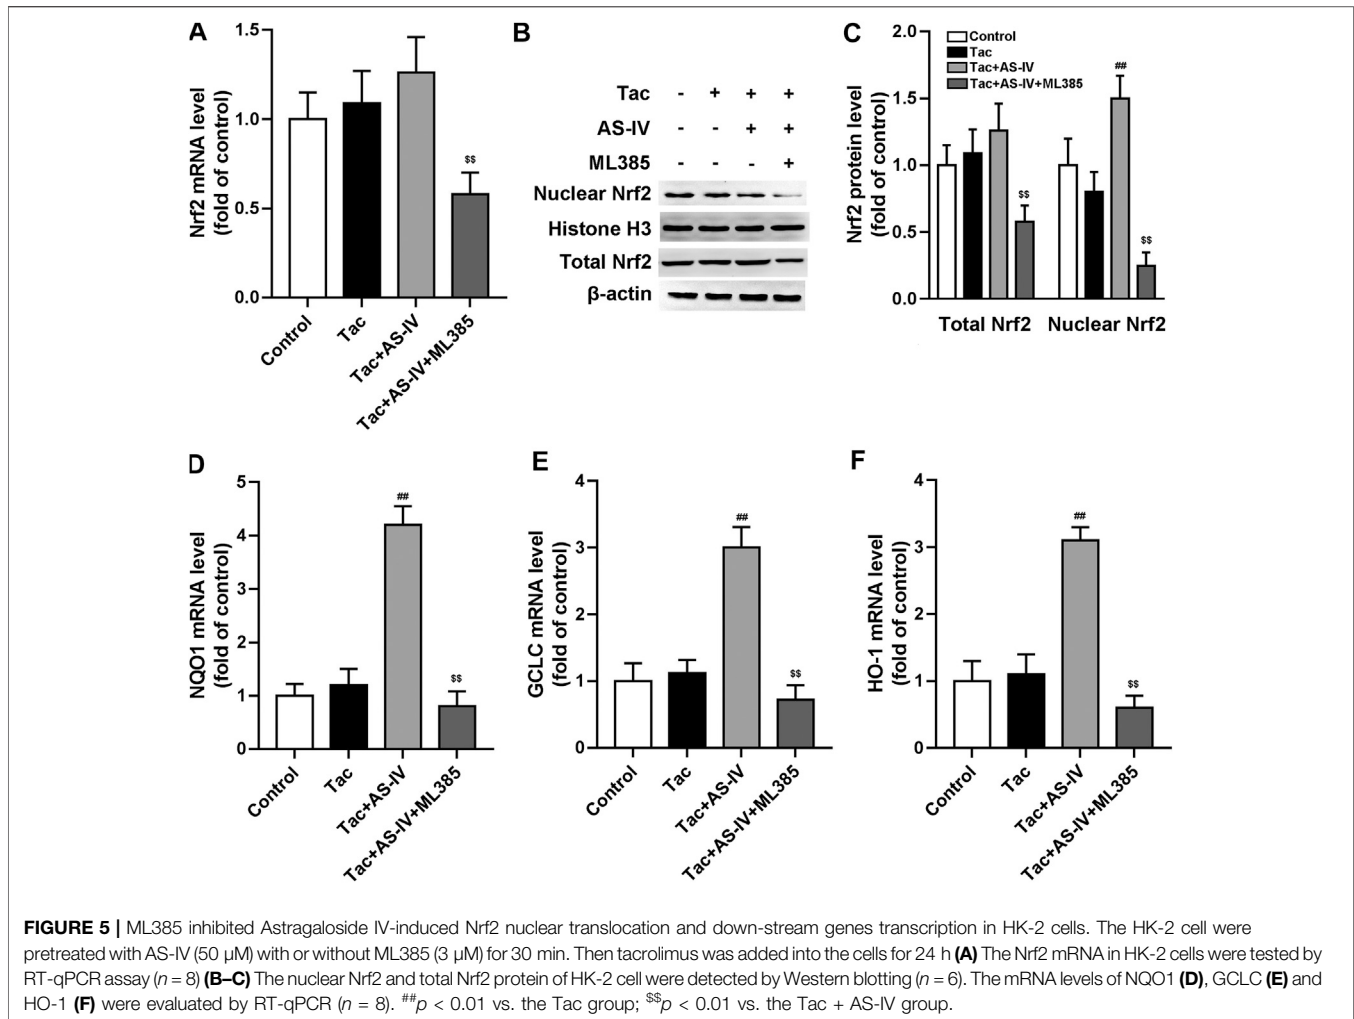 A
Nrf2 mRNA level
(fold of control)
1.5
1.0
0.5
0.0
$$
Control
Tac
Tac+AS-IV
Tac+AS-IV+ML385
B
Tac - + + +
AS-IV - - + +
ML385 - - - +
Nuclear Nrf2
Histone H3
Total Nrf2
β-actin
C
Nrf2 protein level
(fold of control)
2.0
1.5
1.0
0.5
0.0
Control
Tac
Tac+AS-IV
Tac+AS-IV+ML385
$$
##
$$
Total Nrf2 Nuclear Nrf2
D
NQO1 mRNA level
(fold of control)
5
4
3
2
1
0
##
$$
Control
Tac
Tac+AS-IV
Tac+AS-IV+ML385
E
GCLC mRNA level
(fold of control)
4
3
2
1
0
##
$$
Control
Tac
Tac+AS-IV
Tac+AS-IV+ML385
F
HO-1 mRNA level
(fold of control)
4
3
2
1
0
##
$$
Control
Tac
Tac+AS-IV
Tac+AS-IV+ML385
FIGURE 5 | ML385 inhibited Astragaloside IV-induced Nrf2 nuclear translocation and down-stream genes transcription in HK-2 cells. The HK-2 cell were
pretreated with AS-IV (50 μM) with or without ML385 (3 μM) for 30 min. Then tacrolimus was added into the cells for 24 h (A) The Nrf2 mRNA in HK-2 cells were tested by
RT-qPCR assay (n = 8) (B–C) The nuclear Nrf2 and total Nrf2 protein of HK-2 cell were detected by Western blotting (n = 6). The mRNA levels of NQO1 (D), GCLC (E) and
HO-1 (F) were evaluated by RT-qPCR (n = 8). ##p < 0.01 vs. the Tac group; $$p < 0.01 vs. the Tac + AS-IV group.